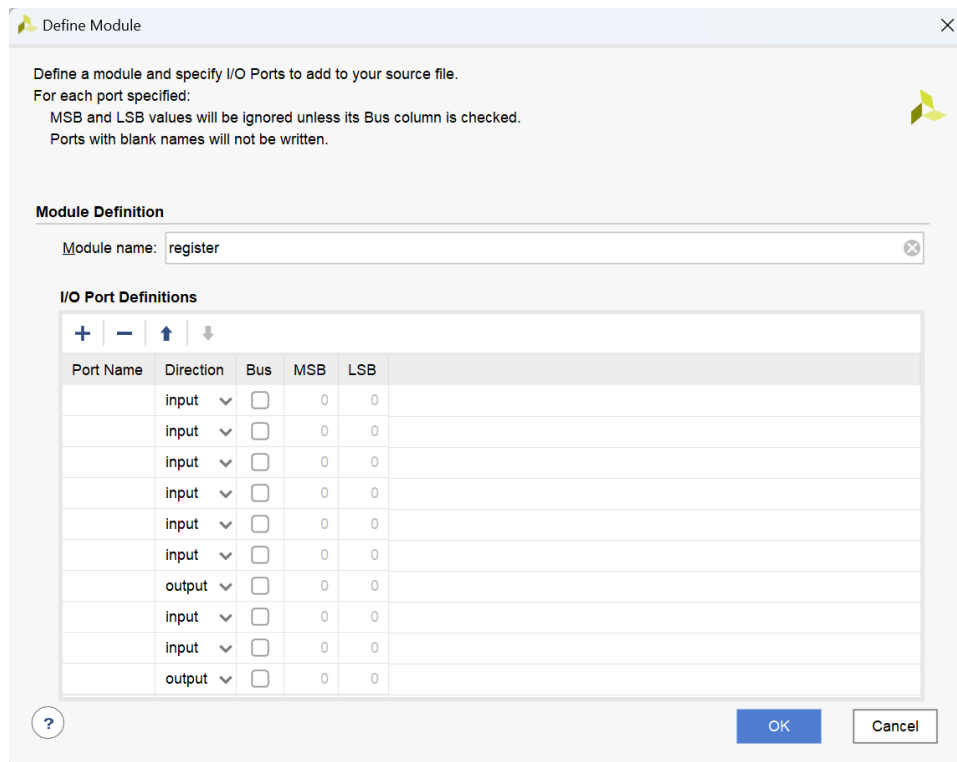 Define Module
Define a module and specify I/O Ports to add to your source file.
For each port specified:
MSB and LSB values will be ignored unless its Bus column is checked.
Ports with blank names will not be written.
Module Definition
Module name: register
I/O Port Definitions
Port Name Direction Bus MSB LSB
input 0 0
input 0 0
input 0 0
input 0 0
input 0 0
input 0 0
output 0 0
input 0 0
input 0 0
output 0 0
? OK Cancel